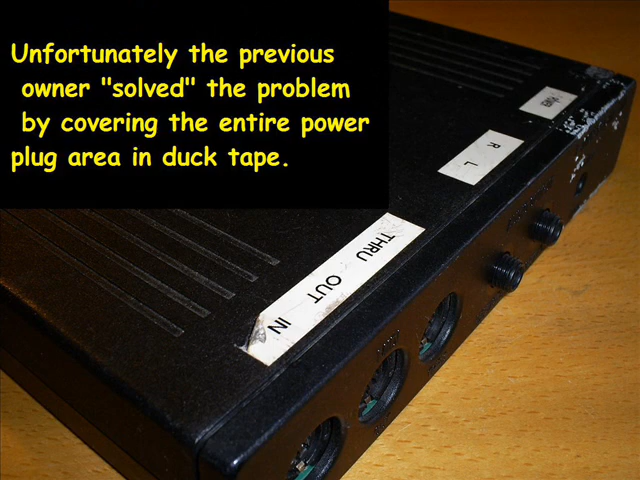 Unfortunately the previous
owner "solved" the problem
by covering the entire power
plug area in duck tape.
R L
THRU OUT IN